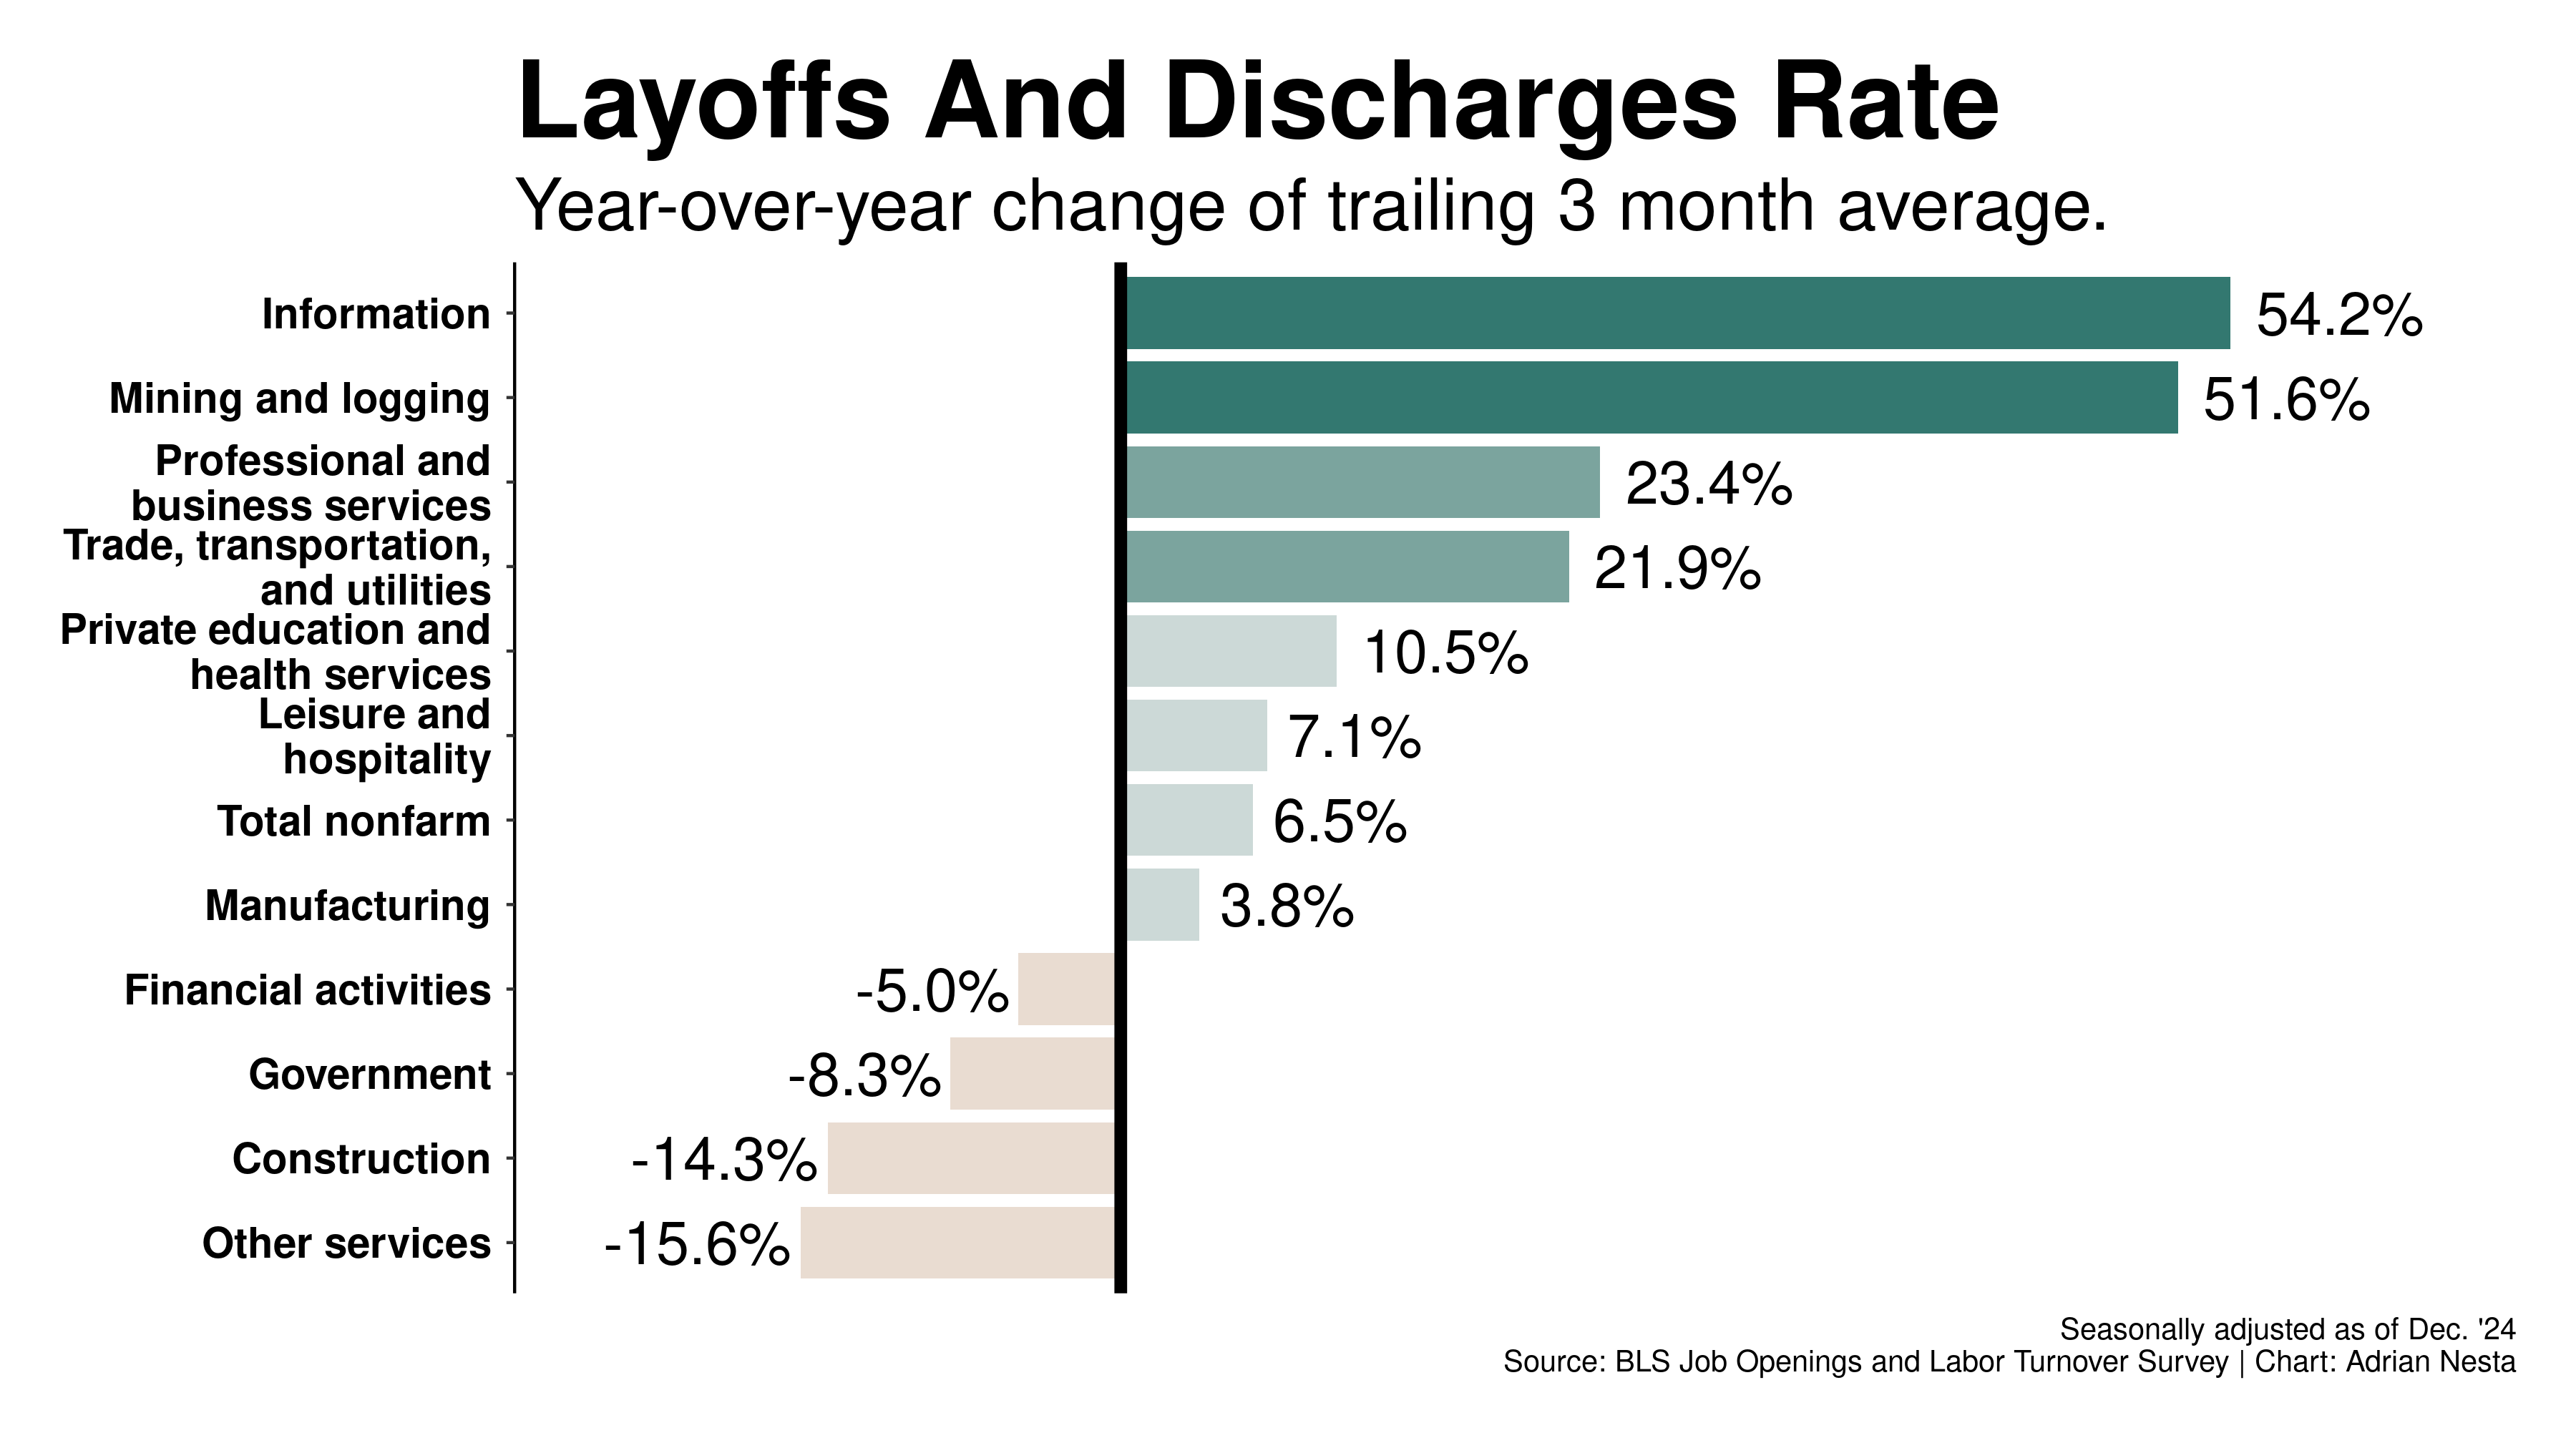 Layoffs And Discharges Rate
Year-over-year change of trailing 3 month average.
Information
54.2%
Mining and logging
51.6%
Professional and
business services
23.4%
Trade, transportation,
and utilities
21.9%
Private education and
health services
10.5%
Leisure and
hospitality
7.1%
Total nonfarm
6.5%
Manufacturing
3.8%
Financial activities
-5.0%
Government
-8.3%
Construction
-14.3%
Other services
-15.6%
Seasonally adjusted as of Dec. '24
Source: BLS Job Openings and Labor Turnover Survey | Chart: Adrian Nesta